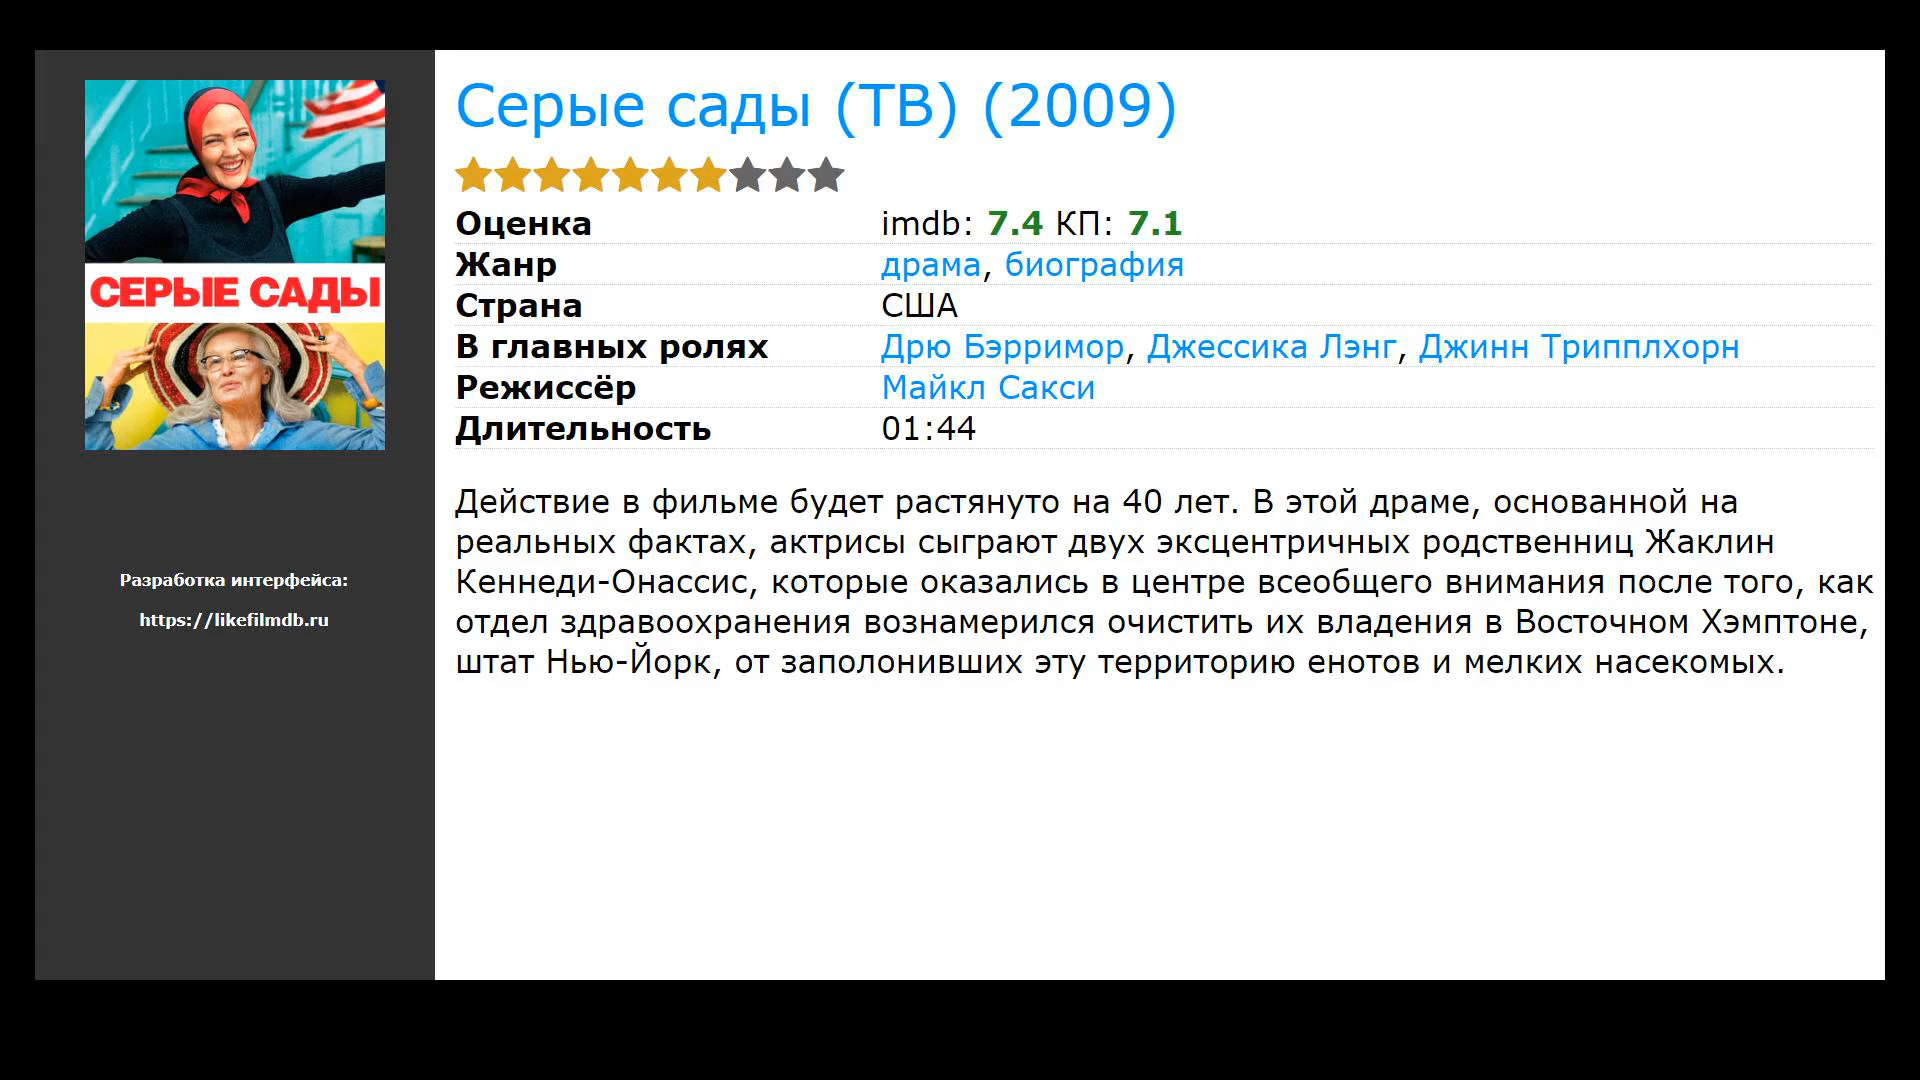 СЕРЫЕ САДЫ
Разработка интерфейса:
https://likefilmdb.ru
Серые сады (ТВ) (2009)
Оценка imdb: 7.4 КП: 7.1
Жанр драма, биография
Страна США
В главных ролях Дрю Бэрримор, Джессика Лэнг, Джинн Трипплхорн
Режиссёр Майкл Сакси
Длительность 01:44
Действие в фильме будет растянуто на 40 лет. В этой драме, основанной на
реальных фактах, актрисы сыграют двух эксцентричных родственниц Жаклин
Кеннеди-Онассис, которые оказались в центре всеобщего внимания после того, как
отдел здравоохранения вознамерился очистить их владения в Восточном Хэмптоне,
штат Нью-Йорк, от заполонивших эту территорию енотов и мелких насекомых.